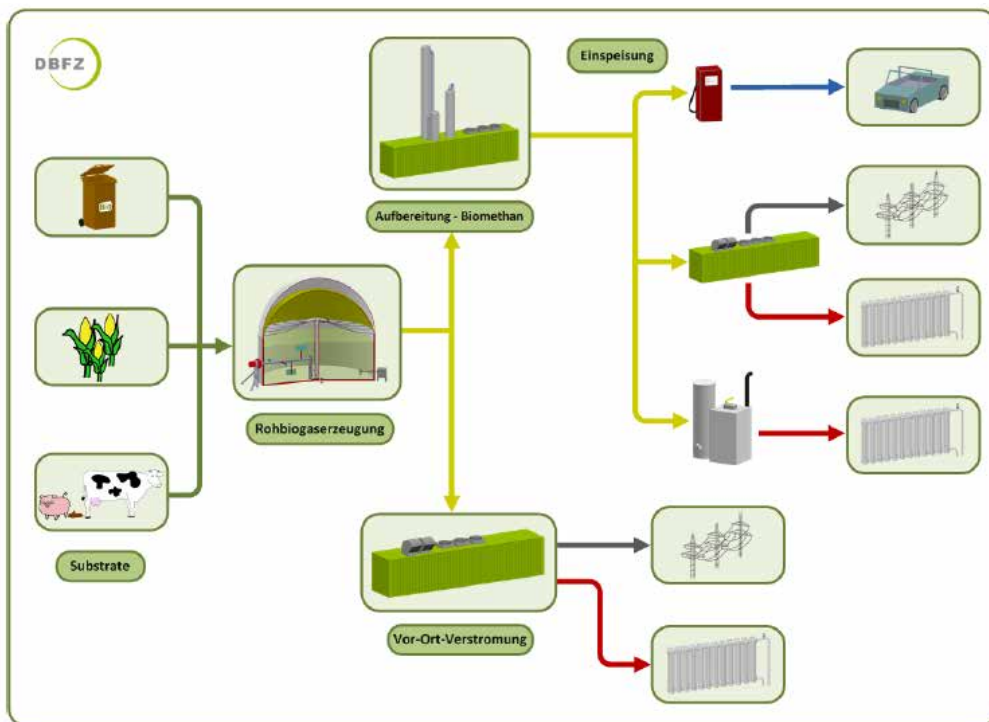 DBFZ
Einspeisung
Aufbereitung - Biomethan
Rohbiogaserzeugung
Substrate
Vor-Ort-Verstromung